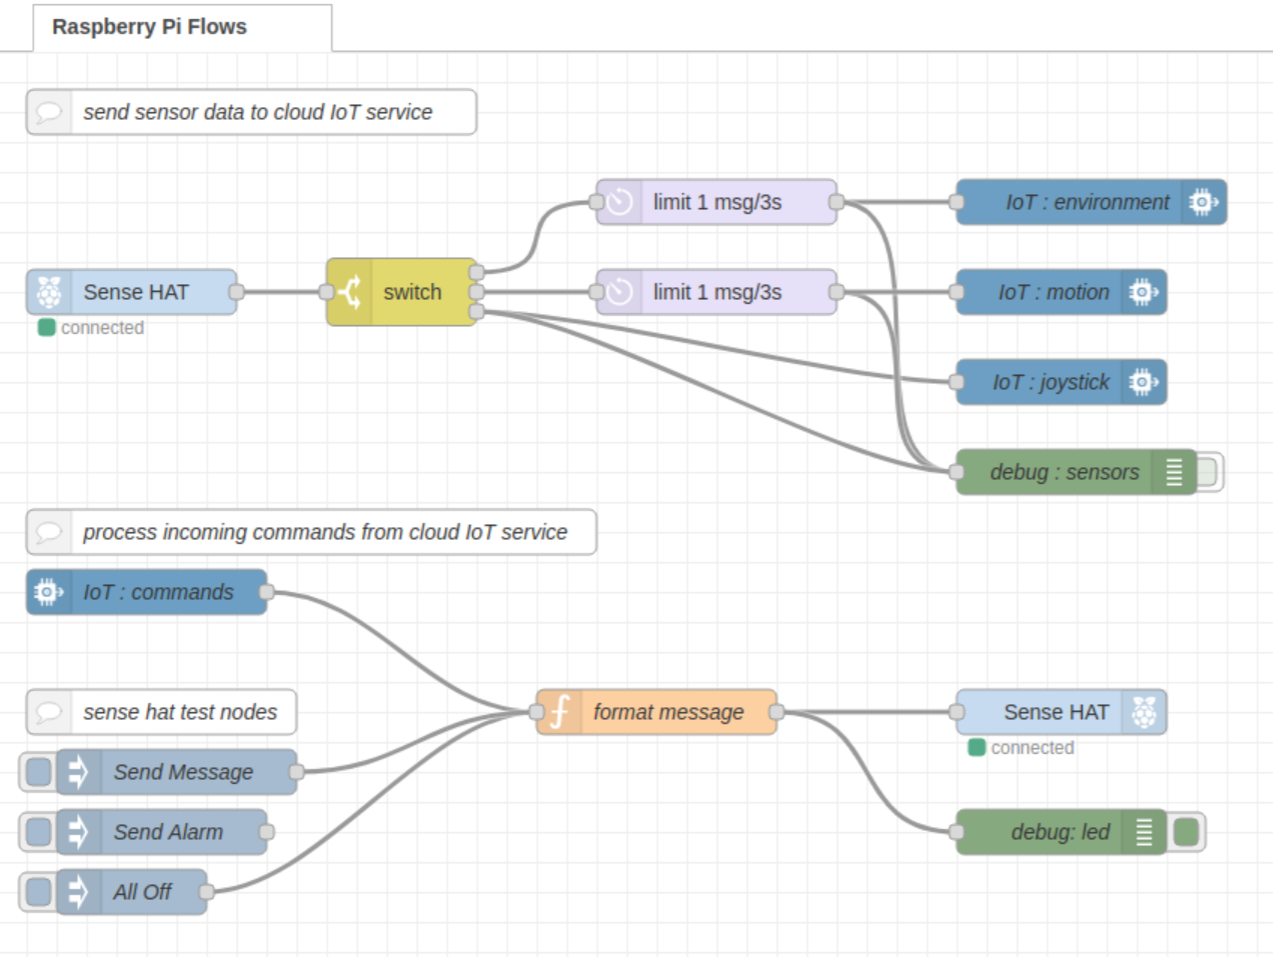 Raspberry Pi Flows
send sensor data to cloud IoT service
limit 1 msg/3s
IoT : environment
Sense HAT
switch
limit 1 msg/3s
IoT : motion
connected
IoT : joystick
debug : sensors
process incoming commands from cloud IoT service
IoT : commands
sense hat test nodes
format message
Sense HAT
connected
Send Message
Send Alarm
debug: led
All Off